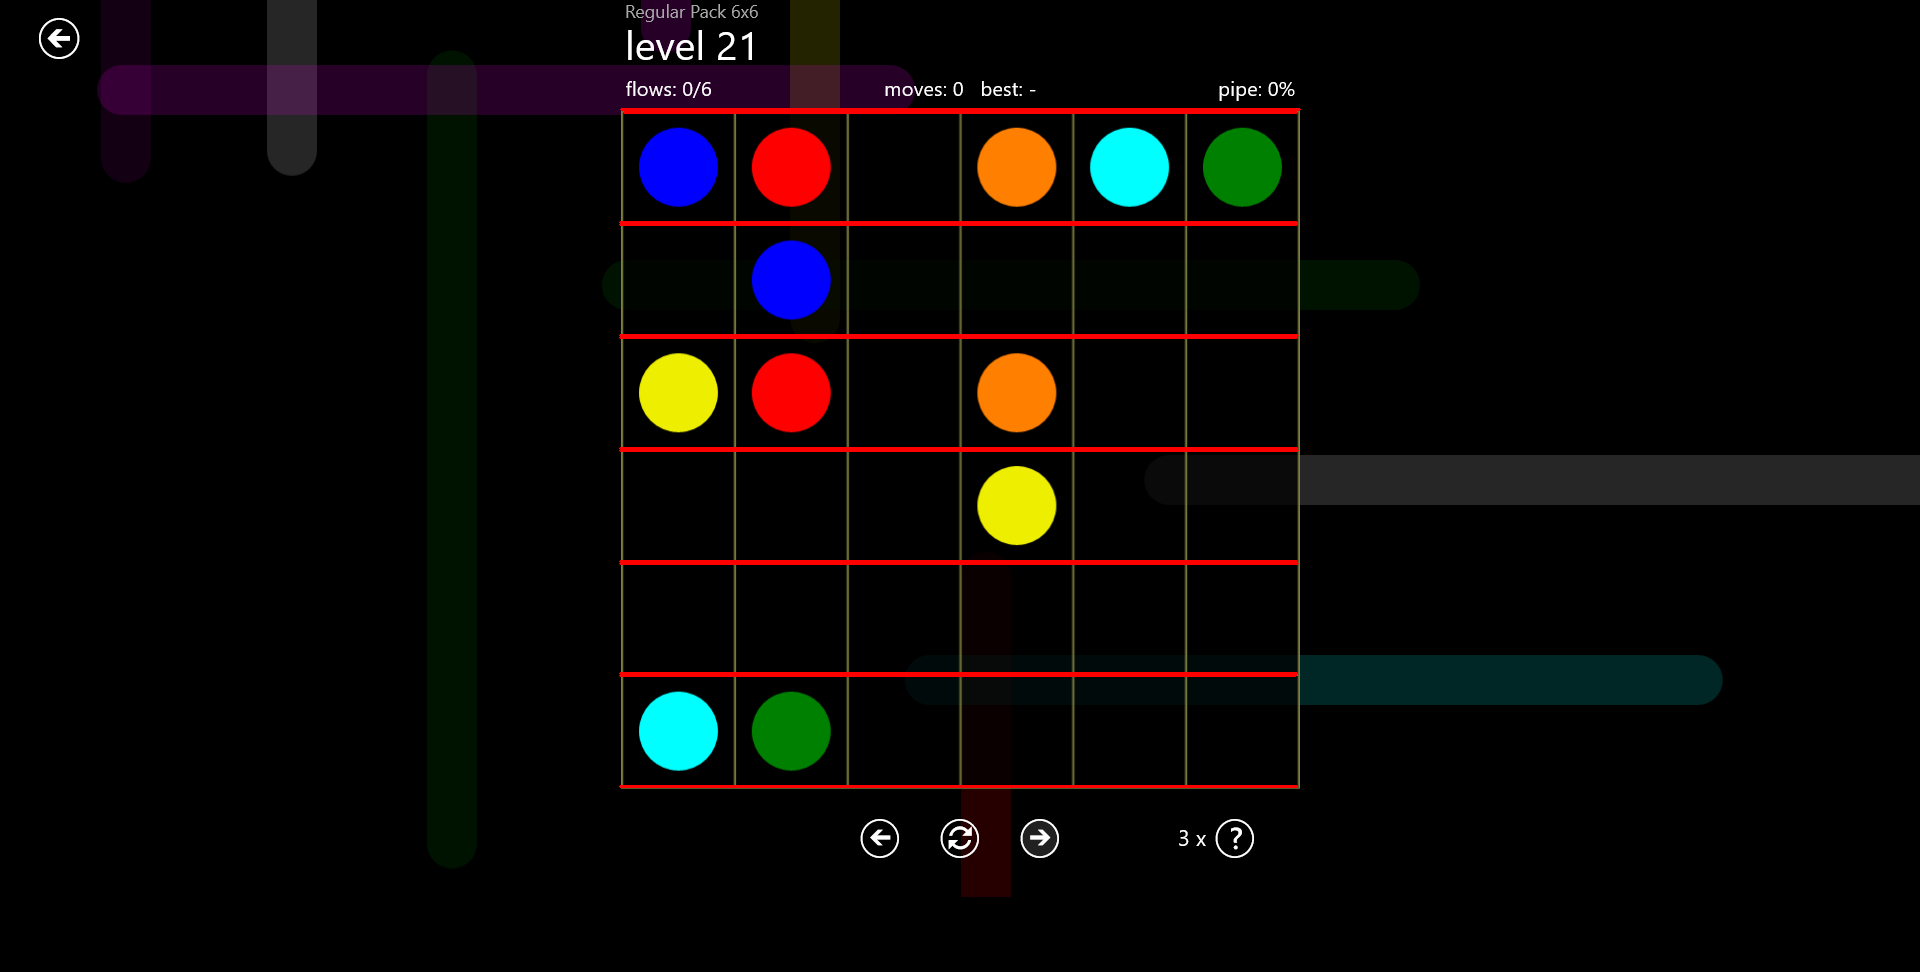 Regular Pack 6x6
level 21
flows: 0/6 moves: 0 best: - pipe: 0%
3 x ?